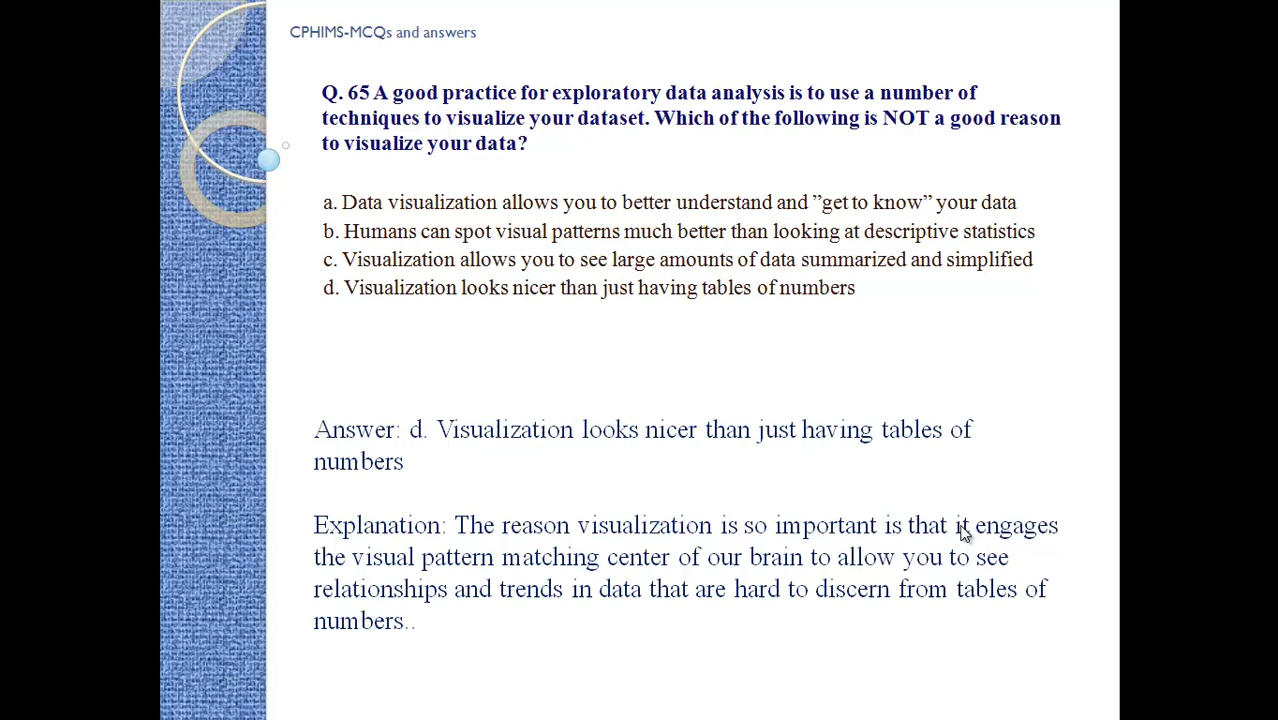 CPHIMS-MCQs and answers
Q. 65 A good practice for exploratory data analysis is to use a number of
techniques to visualize your dataset. Which of the following is NOT a good reason
to visualize your data?
a. Data visualization allows you to better understand and ”get to know” your data
b. Humans can spot visual patterns much better than looking at descriptive statistics
c. Visualization allows you to see large amounts of data summarized and simplified
d. Visualization looks nicer than just having tables of numbers
Answer: d. Visualization looks nicer than just having tables of
numbers
Explanation: The reason visualization is so important is that it engages
the visual pattern matching center of our brain to allow you to see
relationships and trends in data that are hard to discern from tables of
numbers..